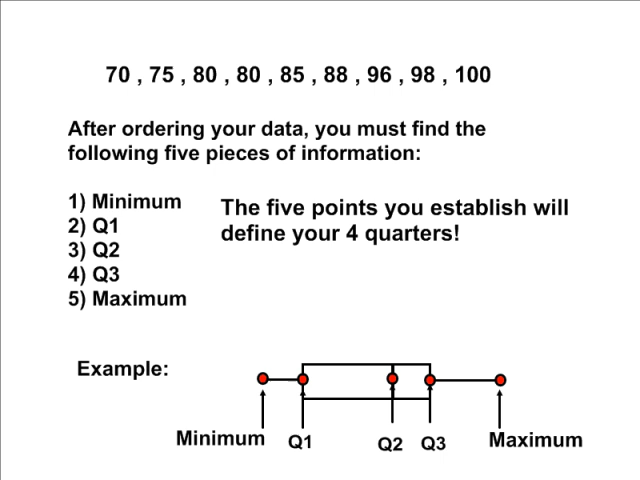 70 , 75 , 80 , 80 , 85 , 88 , 96 , 98 , 100
After ordering your data, you must find the
following five pieces of information:
1) Minimum
2) Q1
3) Q2
4) Q3
5) Maximum
The five points you establish will
define your 4 quarters!
Example:
Minimum Q1 Q2 Q3 Maximum